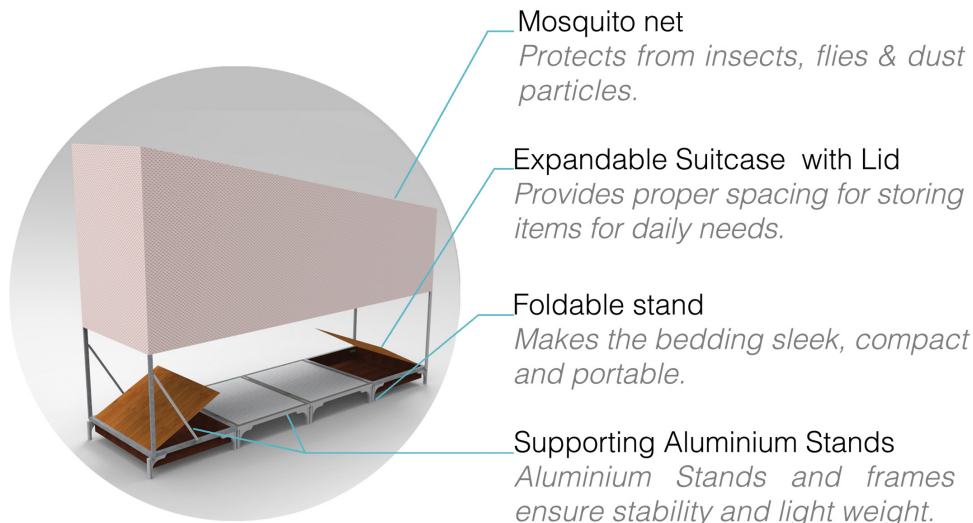 Mosquito net
Protects from insects, flies & dust
particles.
Expandable Suitcase with Lid
Provides proper spacing for storing
items for daily needs.
Foldable stand
Makes the bedding sleek, compact
and portable.
Supporting Aluminium Stands
Aluminium Stands and frames
ensure stability and light weight.